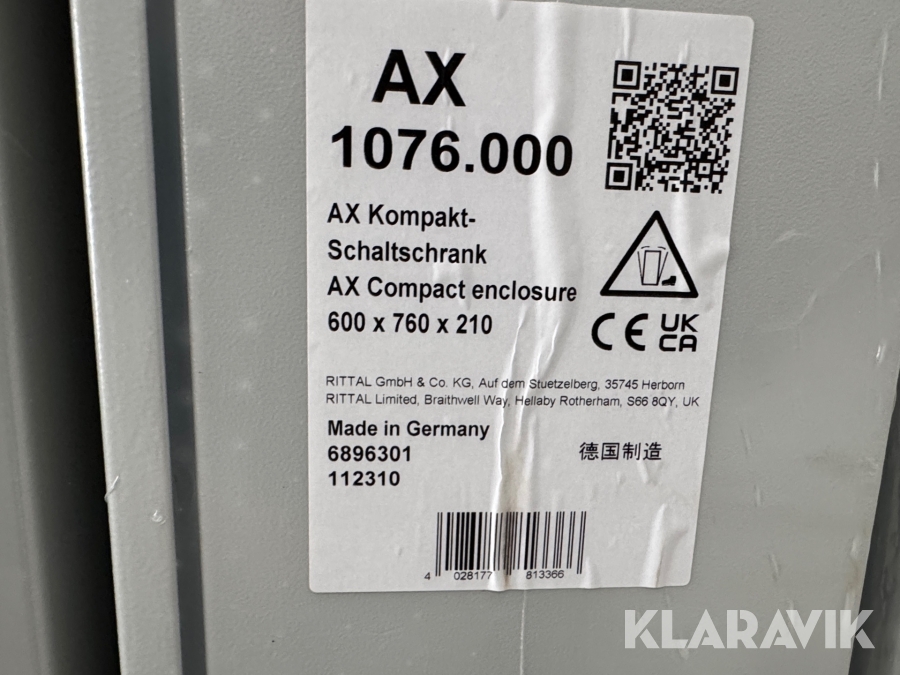 AX
1076.000
AX Kompakt-
Schaltschrank
AX Compact enclosure
600 x 760 x 210
CE UK
CA
RITTAL GmbH & Co. KG, Auf dem Stuetzelberg, 35745 Herborn
RITTAL Limited, Braithwell Way, Hellaby Rotherham, S66 8QY, UK
Made in Germany
德国制造
6896301
112310
4 028177 813366
KLARAVIK